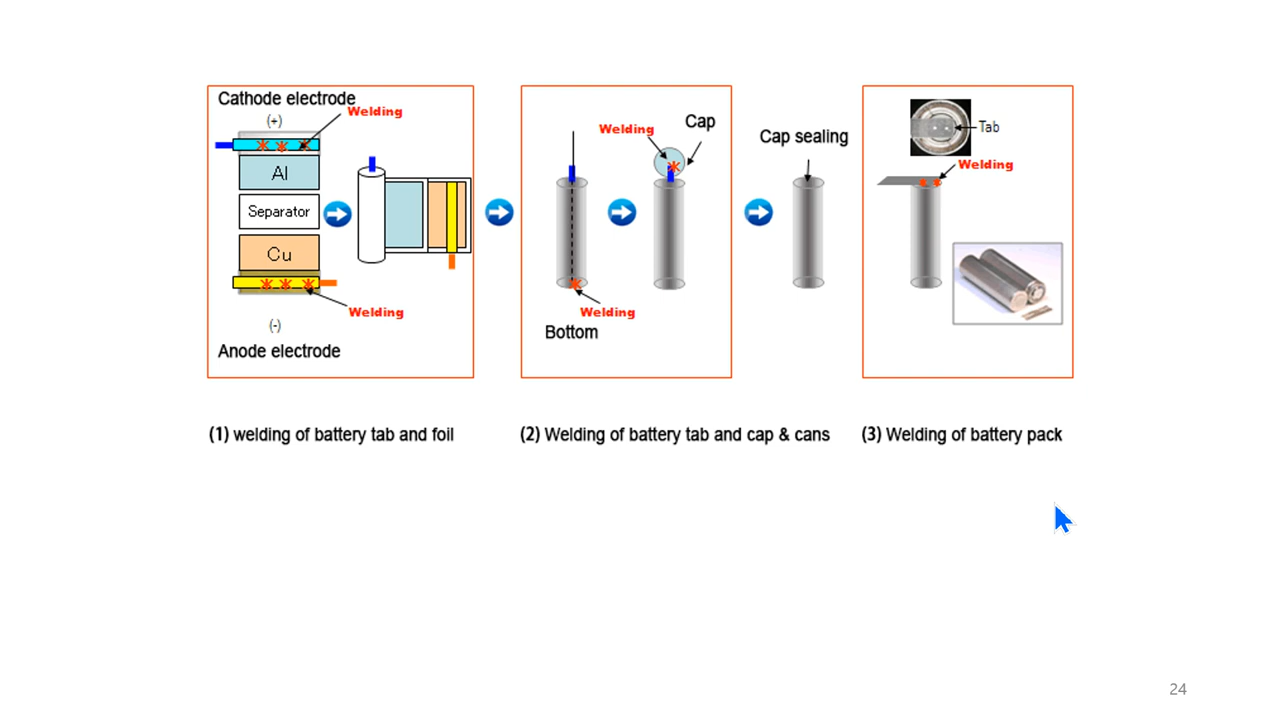 Cathode electrode
Welding
(+)
Al
Separator
Cu
Welding
(-)
Anode electrode
Welding
Cap
Welding
Bottom
Cap sealing
Tab
Welding
(1) welding of battery tab and foil
(2) Welding of battery tab and cap & cans
(3) Welding of battery pack
24